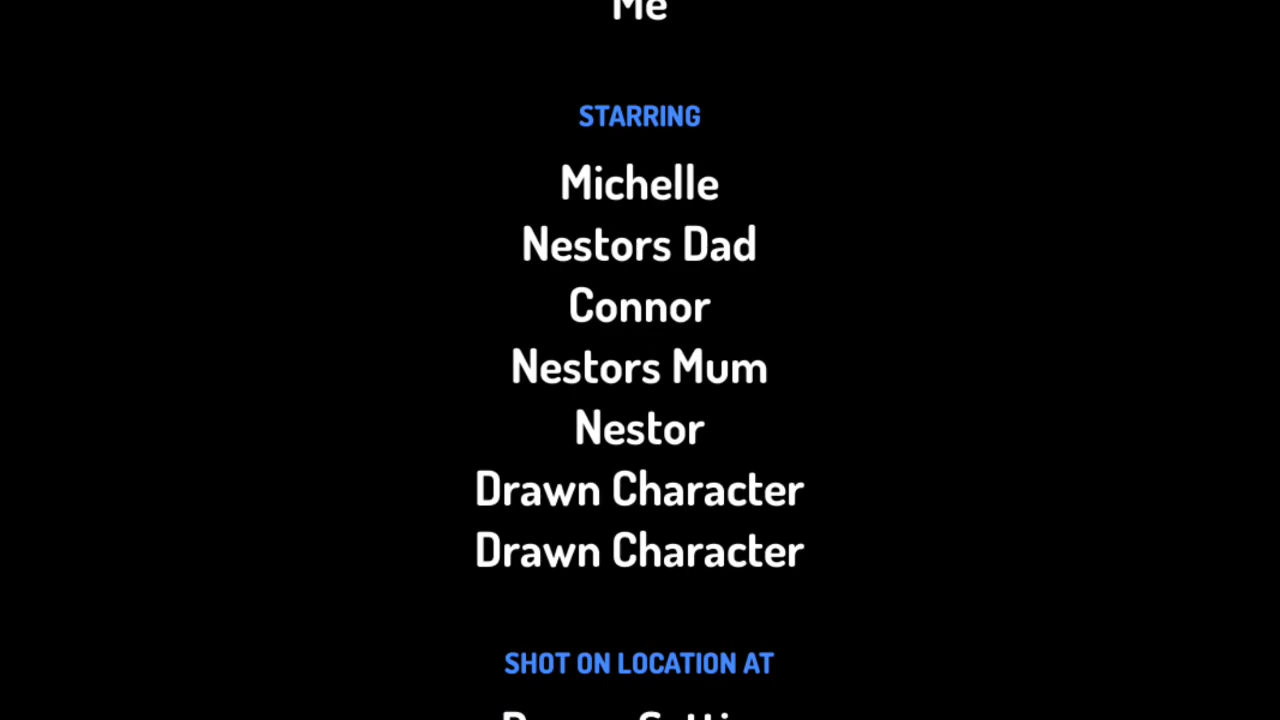 Me
STARRING
Michelle
Nestors Dad
Connor
Nestors Mum
Nestor
Drawn Character
Drawn Character
SHOT ON LOCATION AT